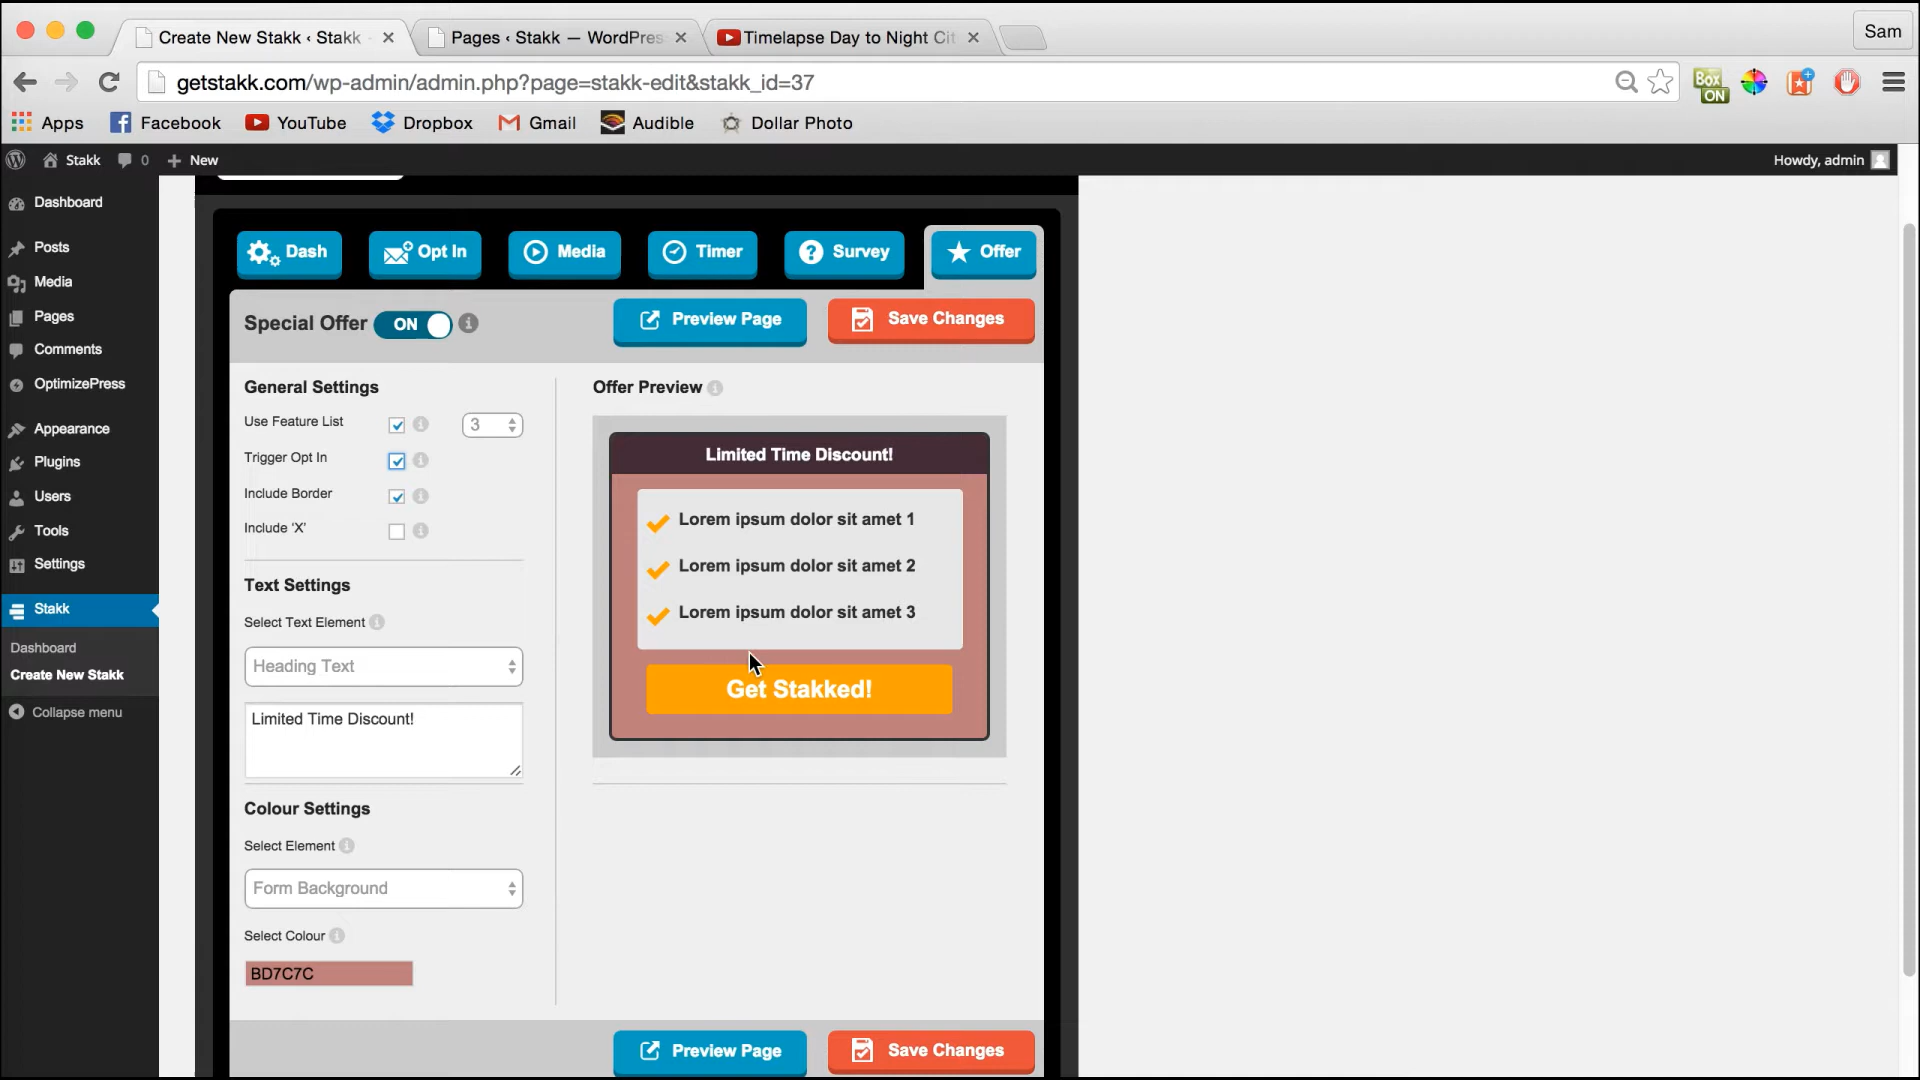 Create New Stakk ‹ Stakk
Pages ‹ Stakk — WordPres
Timelapse Day to Night Cit
Sam
getstakk.com/wp-admin/admin.php?page=stakk-edit&stakk_id=37
Box
ON
Apps
Facebook
YouTube
Dropbox
Gmail
Audible
Dollar Photo
Stakk
0
New
Howdy, admin
Dashboard
Posts
Media
Pages
Comments
OptimizePress
Appearance
Plugins
Users
Tools
Settings
Stakk
Dashboard
Create New Stakk
Collapse menu
Dash
Opt In
Media
Timer
Survey
Offer
Special Offer
ON
Preview Page
Save Changes
General Settings
Use Feature List
3
Trigger Opt In
Include Border
Include 'X'
Text Settings
Select Text Element
Heading Text
Limited Time Discount!
Colour Settings
Select Element
Form Background
Select Colour
BD7C7C
Offer Preview
Limited Time Discount!
Lorem ipsum dolor sit amet 1
Lorem ipsum dolor sit amet 2
Lorem ipsum dolor sit amet 3
Get Stakked!
Preview Page
Save Changes